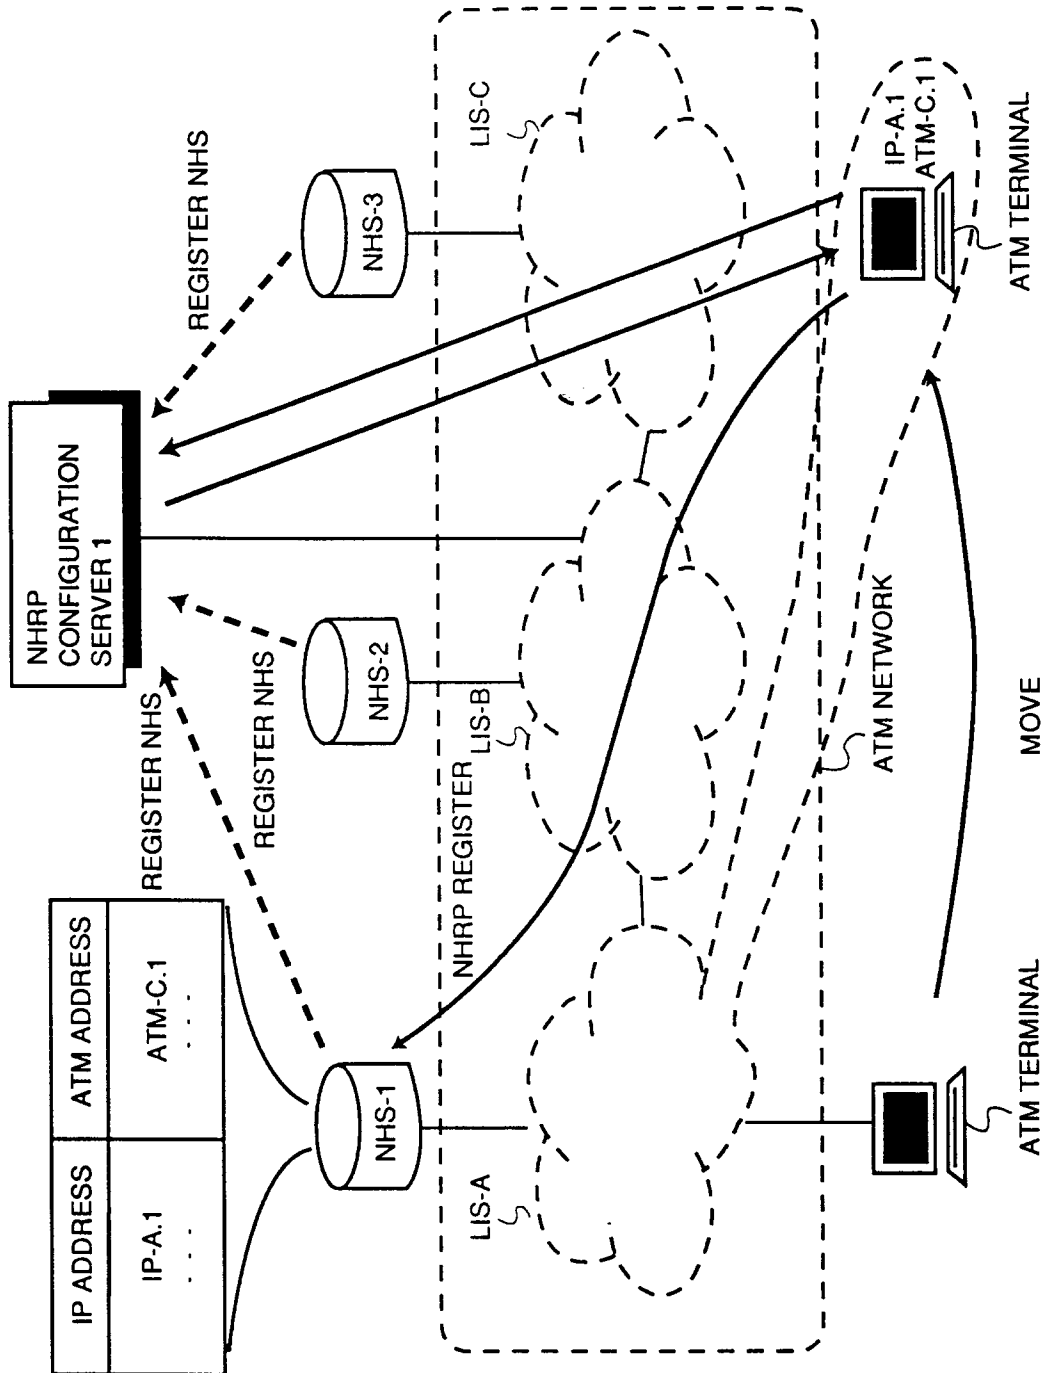 NHRP
CONFIGURATION
SERVER 1
IP ADDRESS
ATM ADDRESS
IP-A.1
ATM-C.1
. . .
. . .
REGISTER NHS
REGISTER NHS
REGISTER NHS
NHS-1
NHS-2
NHS-3
NHRP REGISTER
LIS-A
LIS-B
LIS-C
ATM NETWORK
IP-A.1
ATM-C.1
ATM TERMINAL
MOVE
ATM TERMINAL